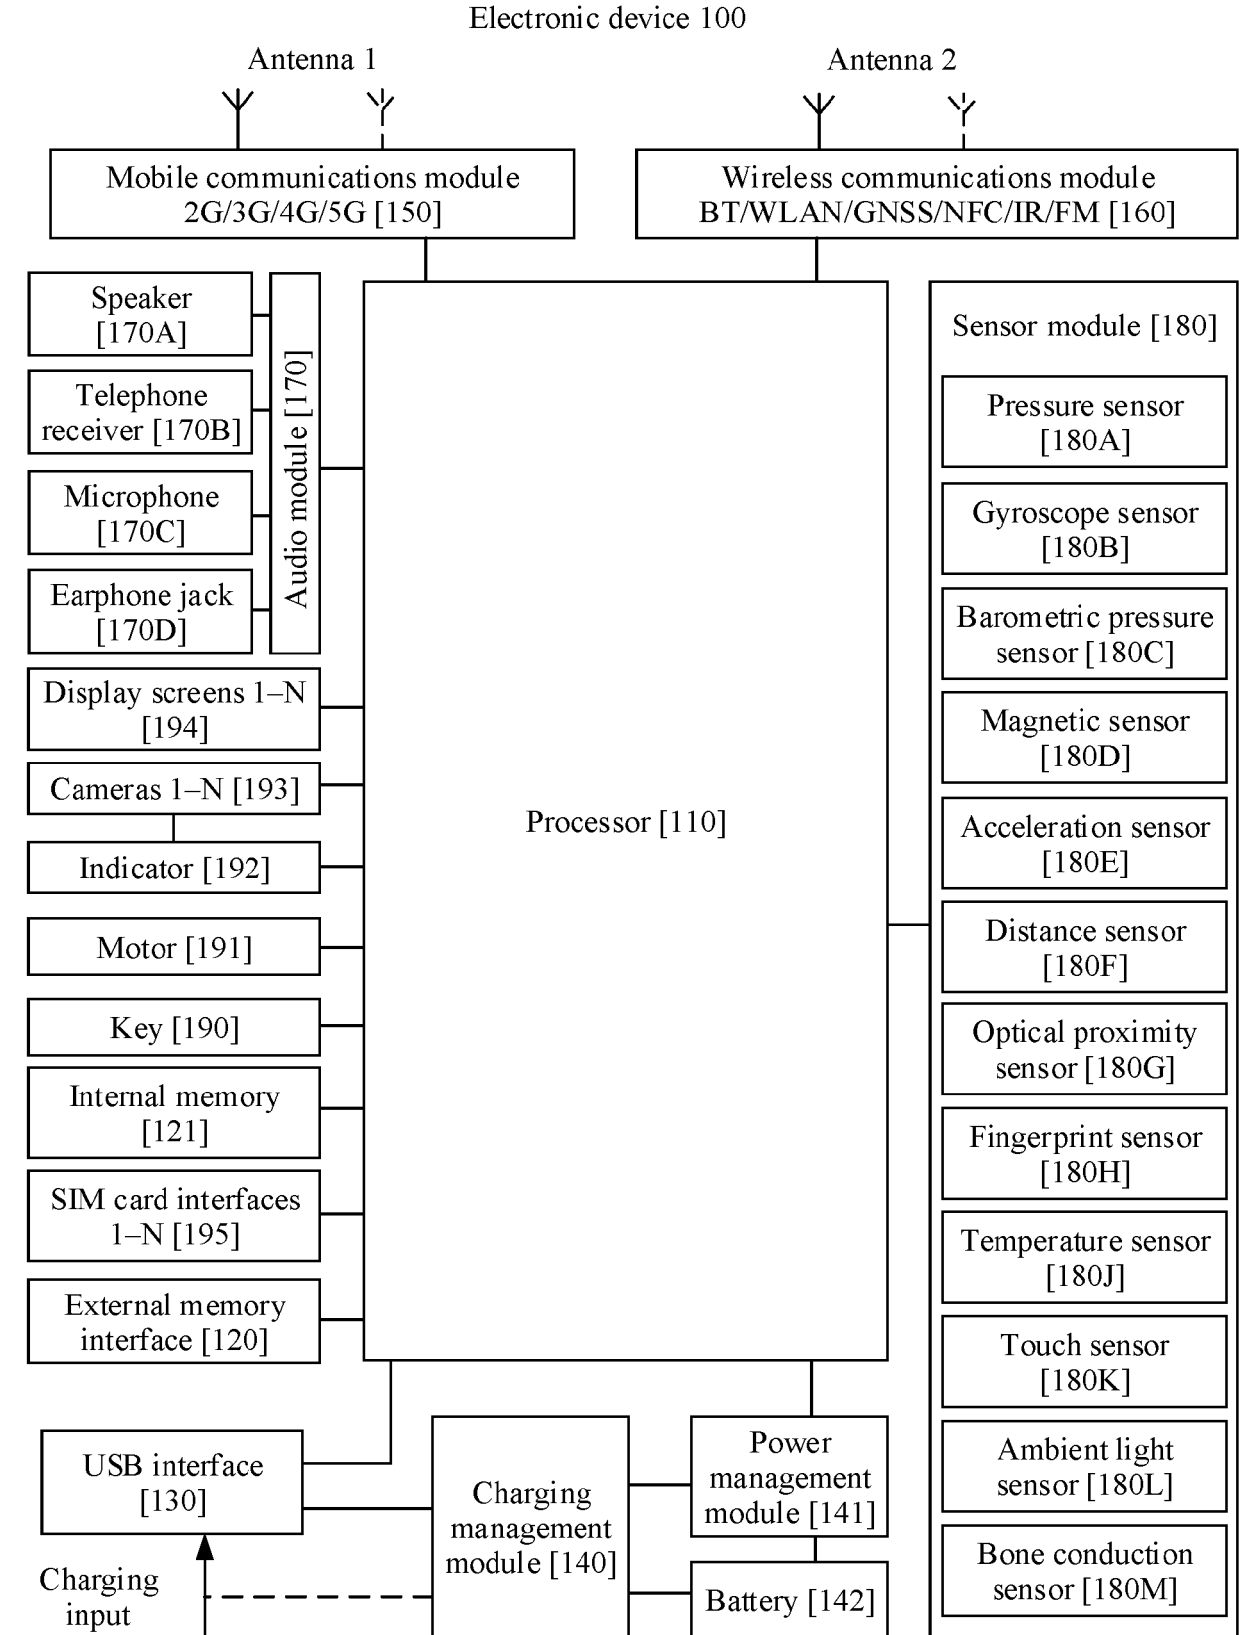 Electronic device 100
Antenna 1
Antenna 2
Mobile communications module
2G/3G/4G/5G [150]
Wireless communications module
BT/WLAN/GNSS/NFC/IR/FM [160]
Speaker
[170A]
Telephone
receiver [170B]
Microphone
[170C]
Earphone jack
[170D]
Audio module [170]
Display screens 1–N
[194]
Cameras 1–N [193]
Indicator [192]
Motor [191]
Key [190]
Internal memory
[121]
SIM card interfaces
1–N [195]
External memory
interface [120]
Processor [110]
Sensor module [180]
Pressure sensor
[180A]
Gyroscope sensor
[180B]
Barometric pressure
sensor [180C]
Magnetic sensor
[180D]
Acceleration sensor
[180E]
Distance sensor
[180F]
Optical proximity
sensor [180G]
Fingerprint sensor
[180H]
Temperature sensor
[180J]
Touch sensor
[180K]
Ambient light
sensor [180L]
Bone conduction
sensor [180M]
USB interface
[130]
Charging
input
Charging
management
module [140]
Power
management
module [141]
Battery [142]